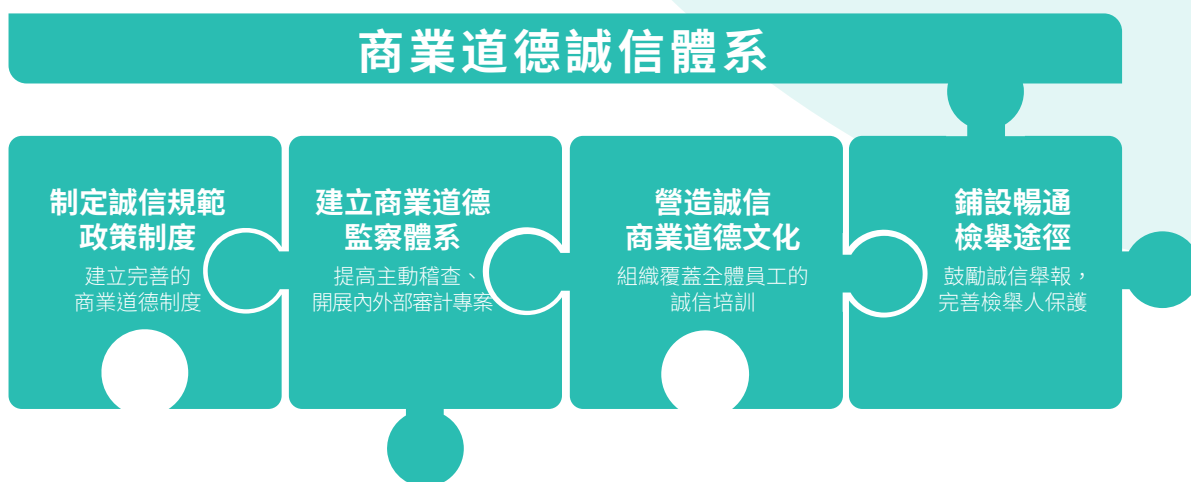 商業道德誠信體系
制定誠信規範
政策制度
建立完善的
商業道德制度
建立商業道德
監察體系
提高主動稽查、
開展內外部審計專案
營造誠信
商業道德文化
組織覆蓋全體員工的
誠信培訓
鋪設暢通
檢舉途徑
鼓勵誠信舉報，
完善檢舉人保護